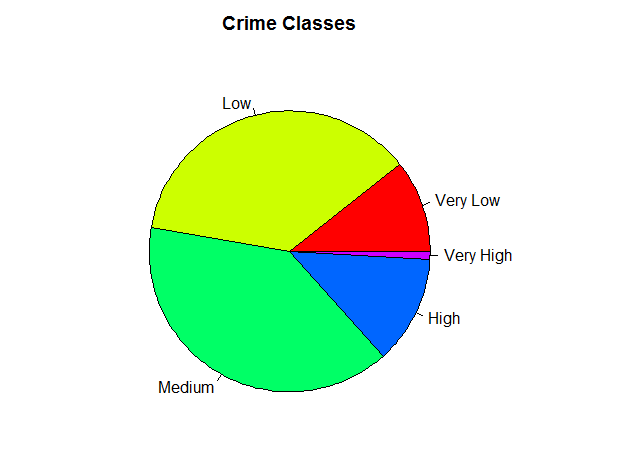 Crime Classes
Low
Very Low
Very High
High
Medium